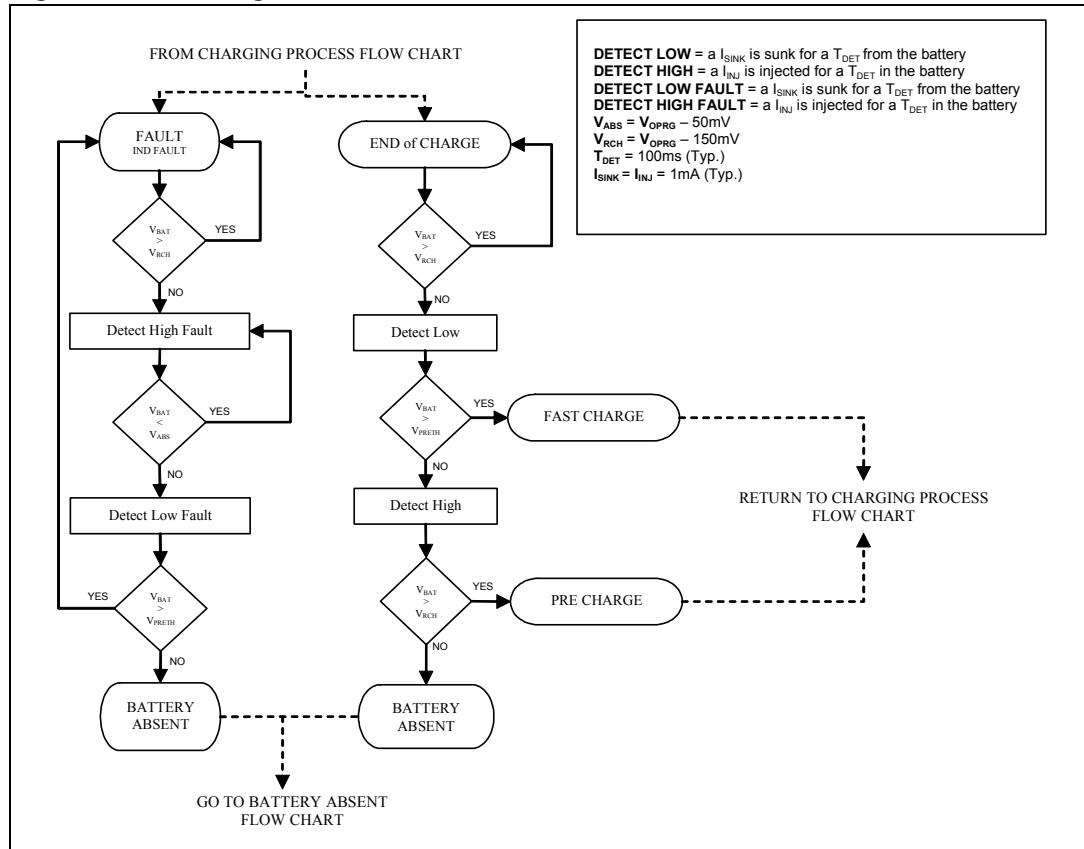 FROM CHARGING PROCESS FLOW CHART
DETECT LOW = a ISINK is sunk for a TDET from the battery
DETECT HIGH = a IINJ is injected for a TDET in the battery
DETECT LOW FAULT = a ISINK is sunk for a TDET from the battery
DETECT HIGH FAULT = a IINJ is injected for a TDET in the battery
VABS = VOPRG – 50mV
VRCH = VOPRG – 150mV
TDET = 100ms (Typ.)
ISINK = IINJ = 1mA (Typ.)
FAULT
IND FAULT
VBAT
>
VRCH
YES
NO
Detect High Fault
VBAT
<
VABS
YES
NO
Detect Low Fault
VBAT
>
VPRETH
YES
NO
BATTERY
ABSENT
END of CHARGE
VBAT
>
VRCH
YES
NO
Detect Low
VBAT
>
VPRETH
YES
NO
FAST CHARGE
Detect High
VBAT
>
VRCH
YES
NO
PRE CHARGE
BATTERY
ABSENT
RETURN TO CHARGING PROCESS
FLOW CHART
GO TO BATTERY ABSENT
FLOW CHART